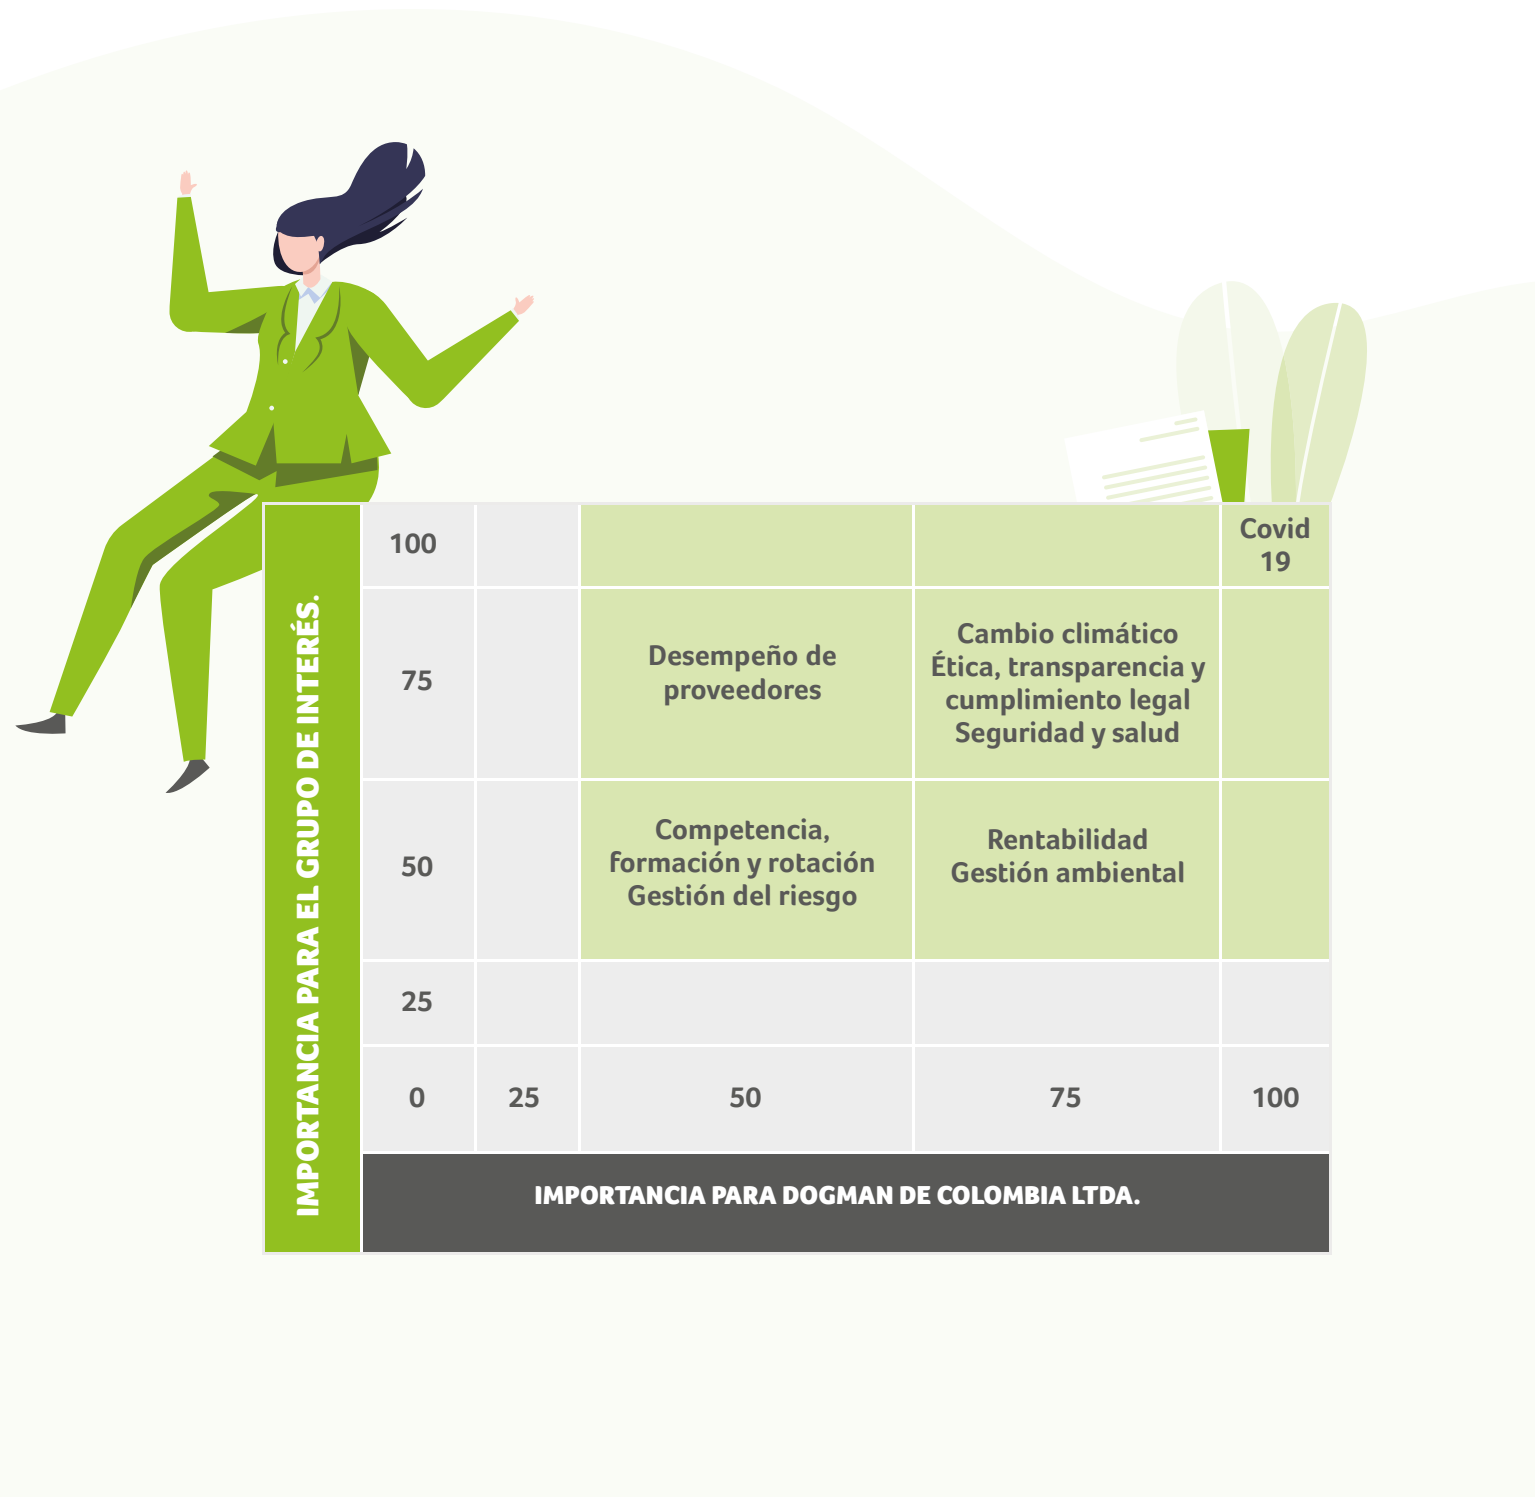 IMPORTANCIA PARA EL GRUPO DE INTERÉS.
100
Covid
19
75
Desempeño de
proveedores
Cambio climático
Ética, transparencia y
cumplimiento legal
Seguridad y salud
50
Competencia,
formación y rotación
Gestión del riesgo
Rentabilidad
Gestión ambiental
25
0
25
50
75
100
IMPORTANCIA PARA DOGMAN DE COLOMBIA LTDA.